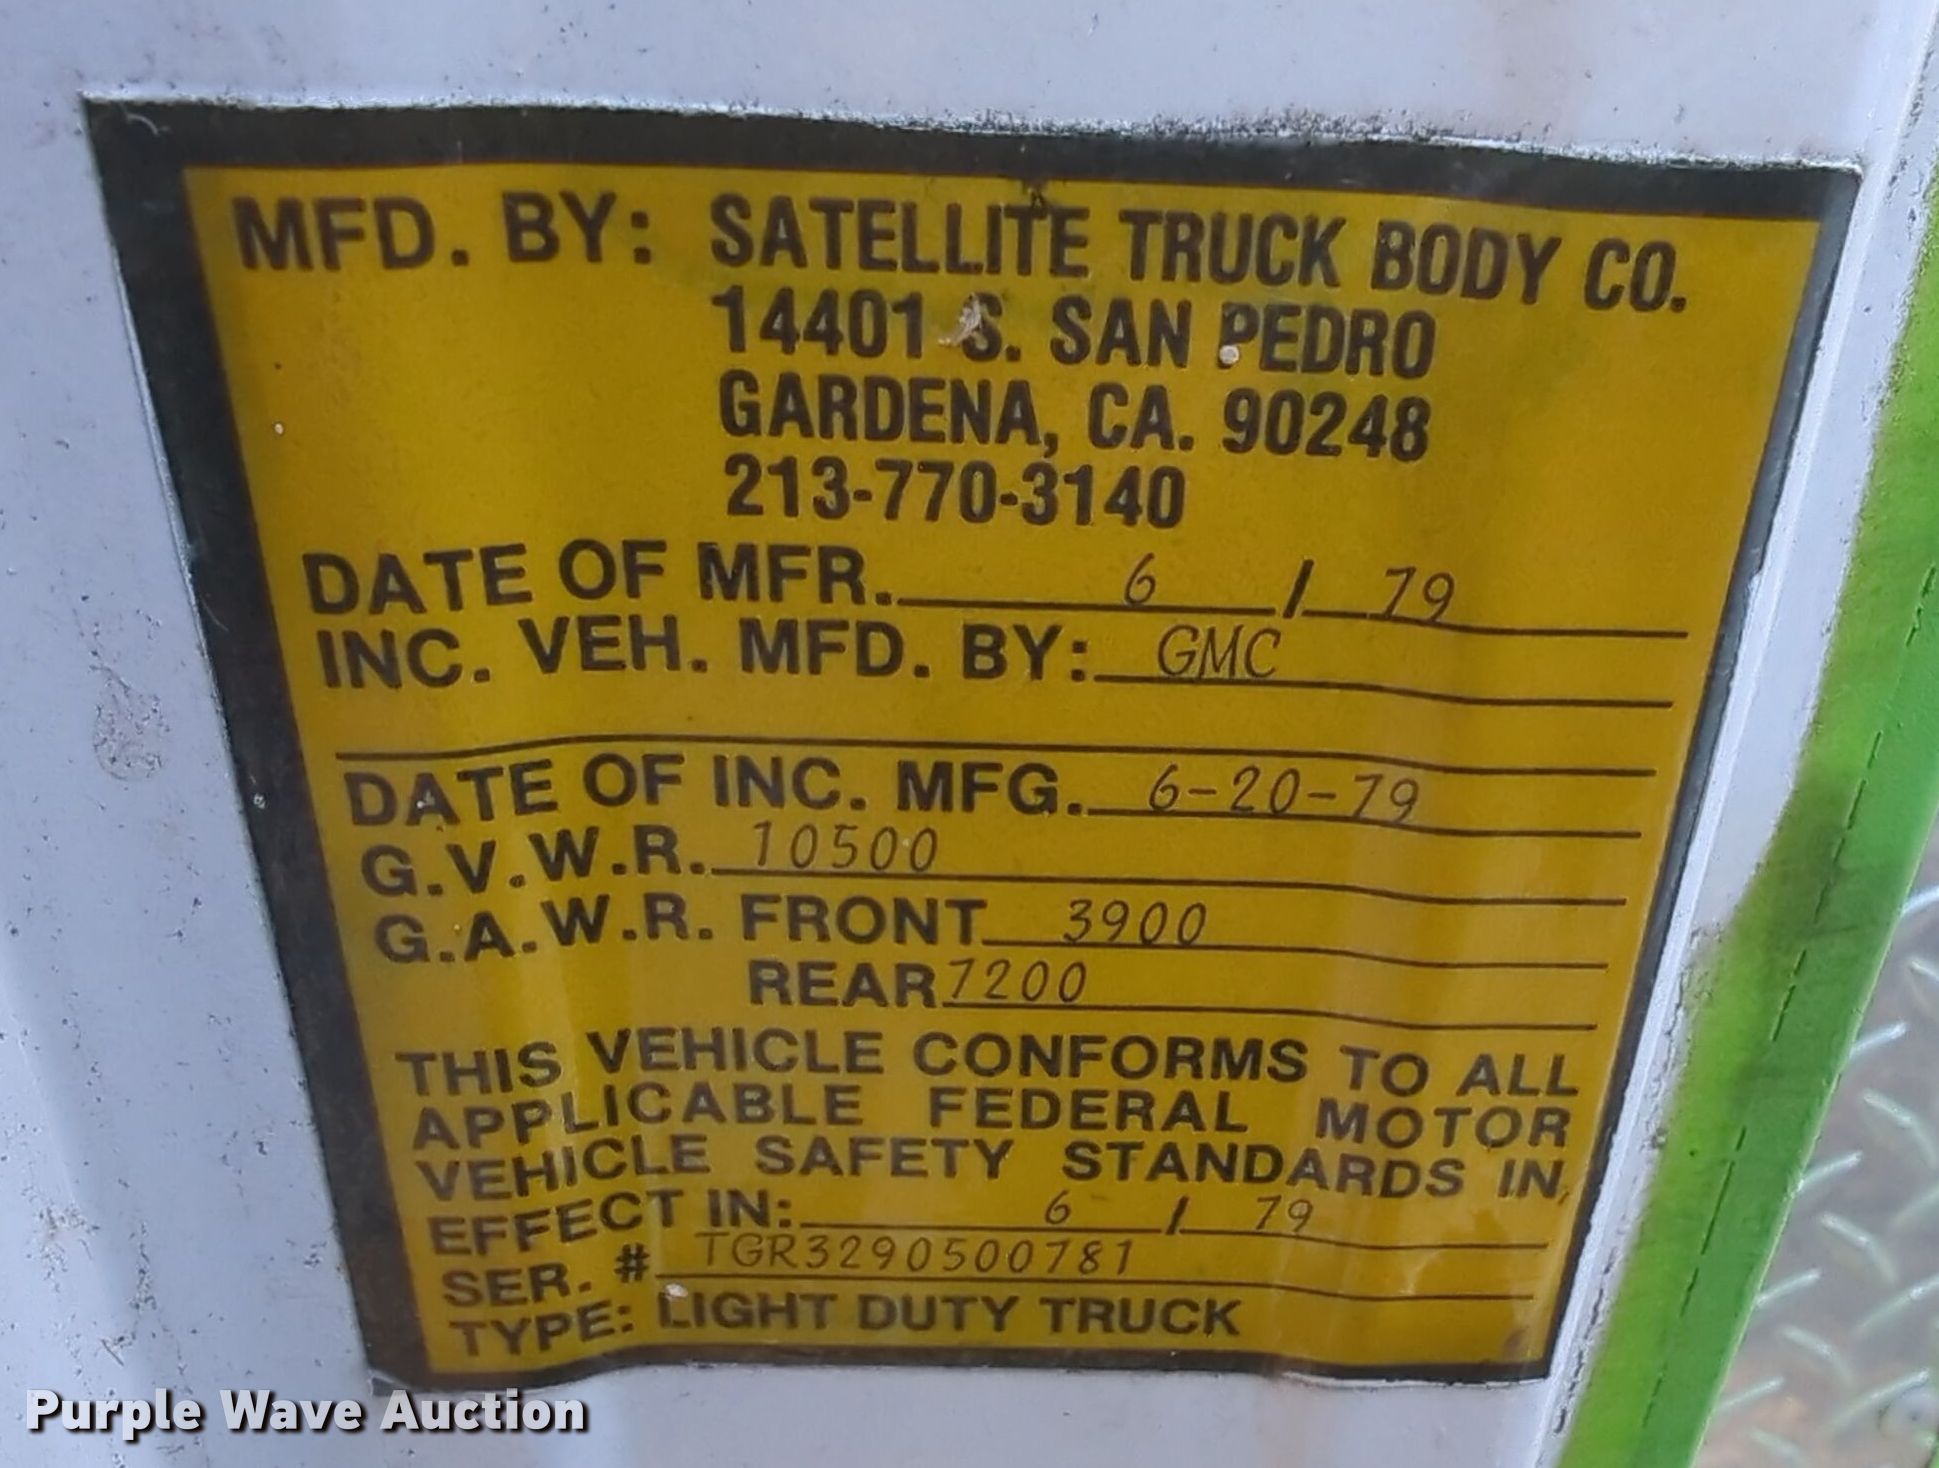 MFD. BY: SATELLITE TRUCK BODY CO.
14401 S. SAN PEDRO
GARDENA, CA. 90248
213-770-3140
DATE OF MFR. 6 / 79
INC. VEH. MFD. BY: GMC
DATE OF INC. MFG. 6-20-79
G.V.W.R. 10500
G.A.W.R. FRONT 3900
REAR 7200
THIS VEHICLE CONFORMS TO ALL
APPLICABLE FEDERAL MOTOR
VEHICLE SAFETY STANDARDS IN
EFFECT IN: 6 / 79
SER. # TGR3290500781
TYPE: LIGHT DUTY TRUCK
Purple Wave Auction